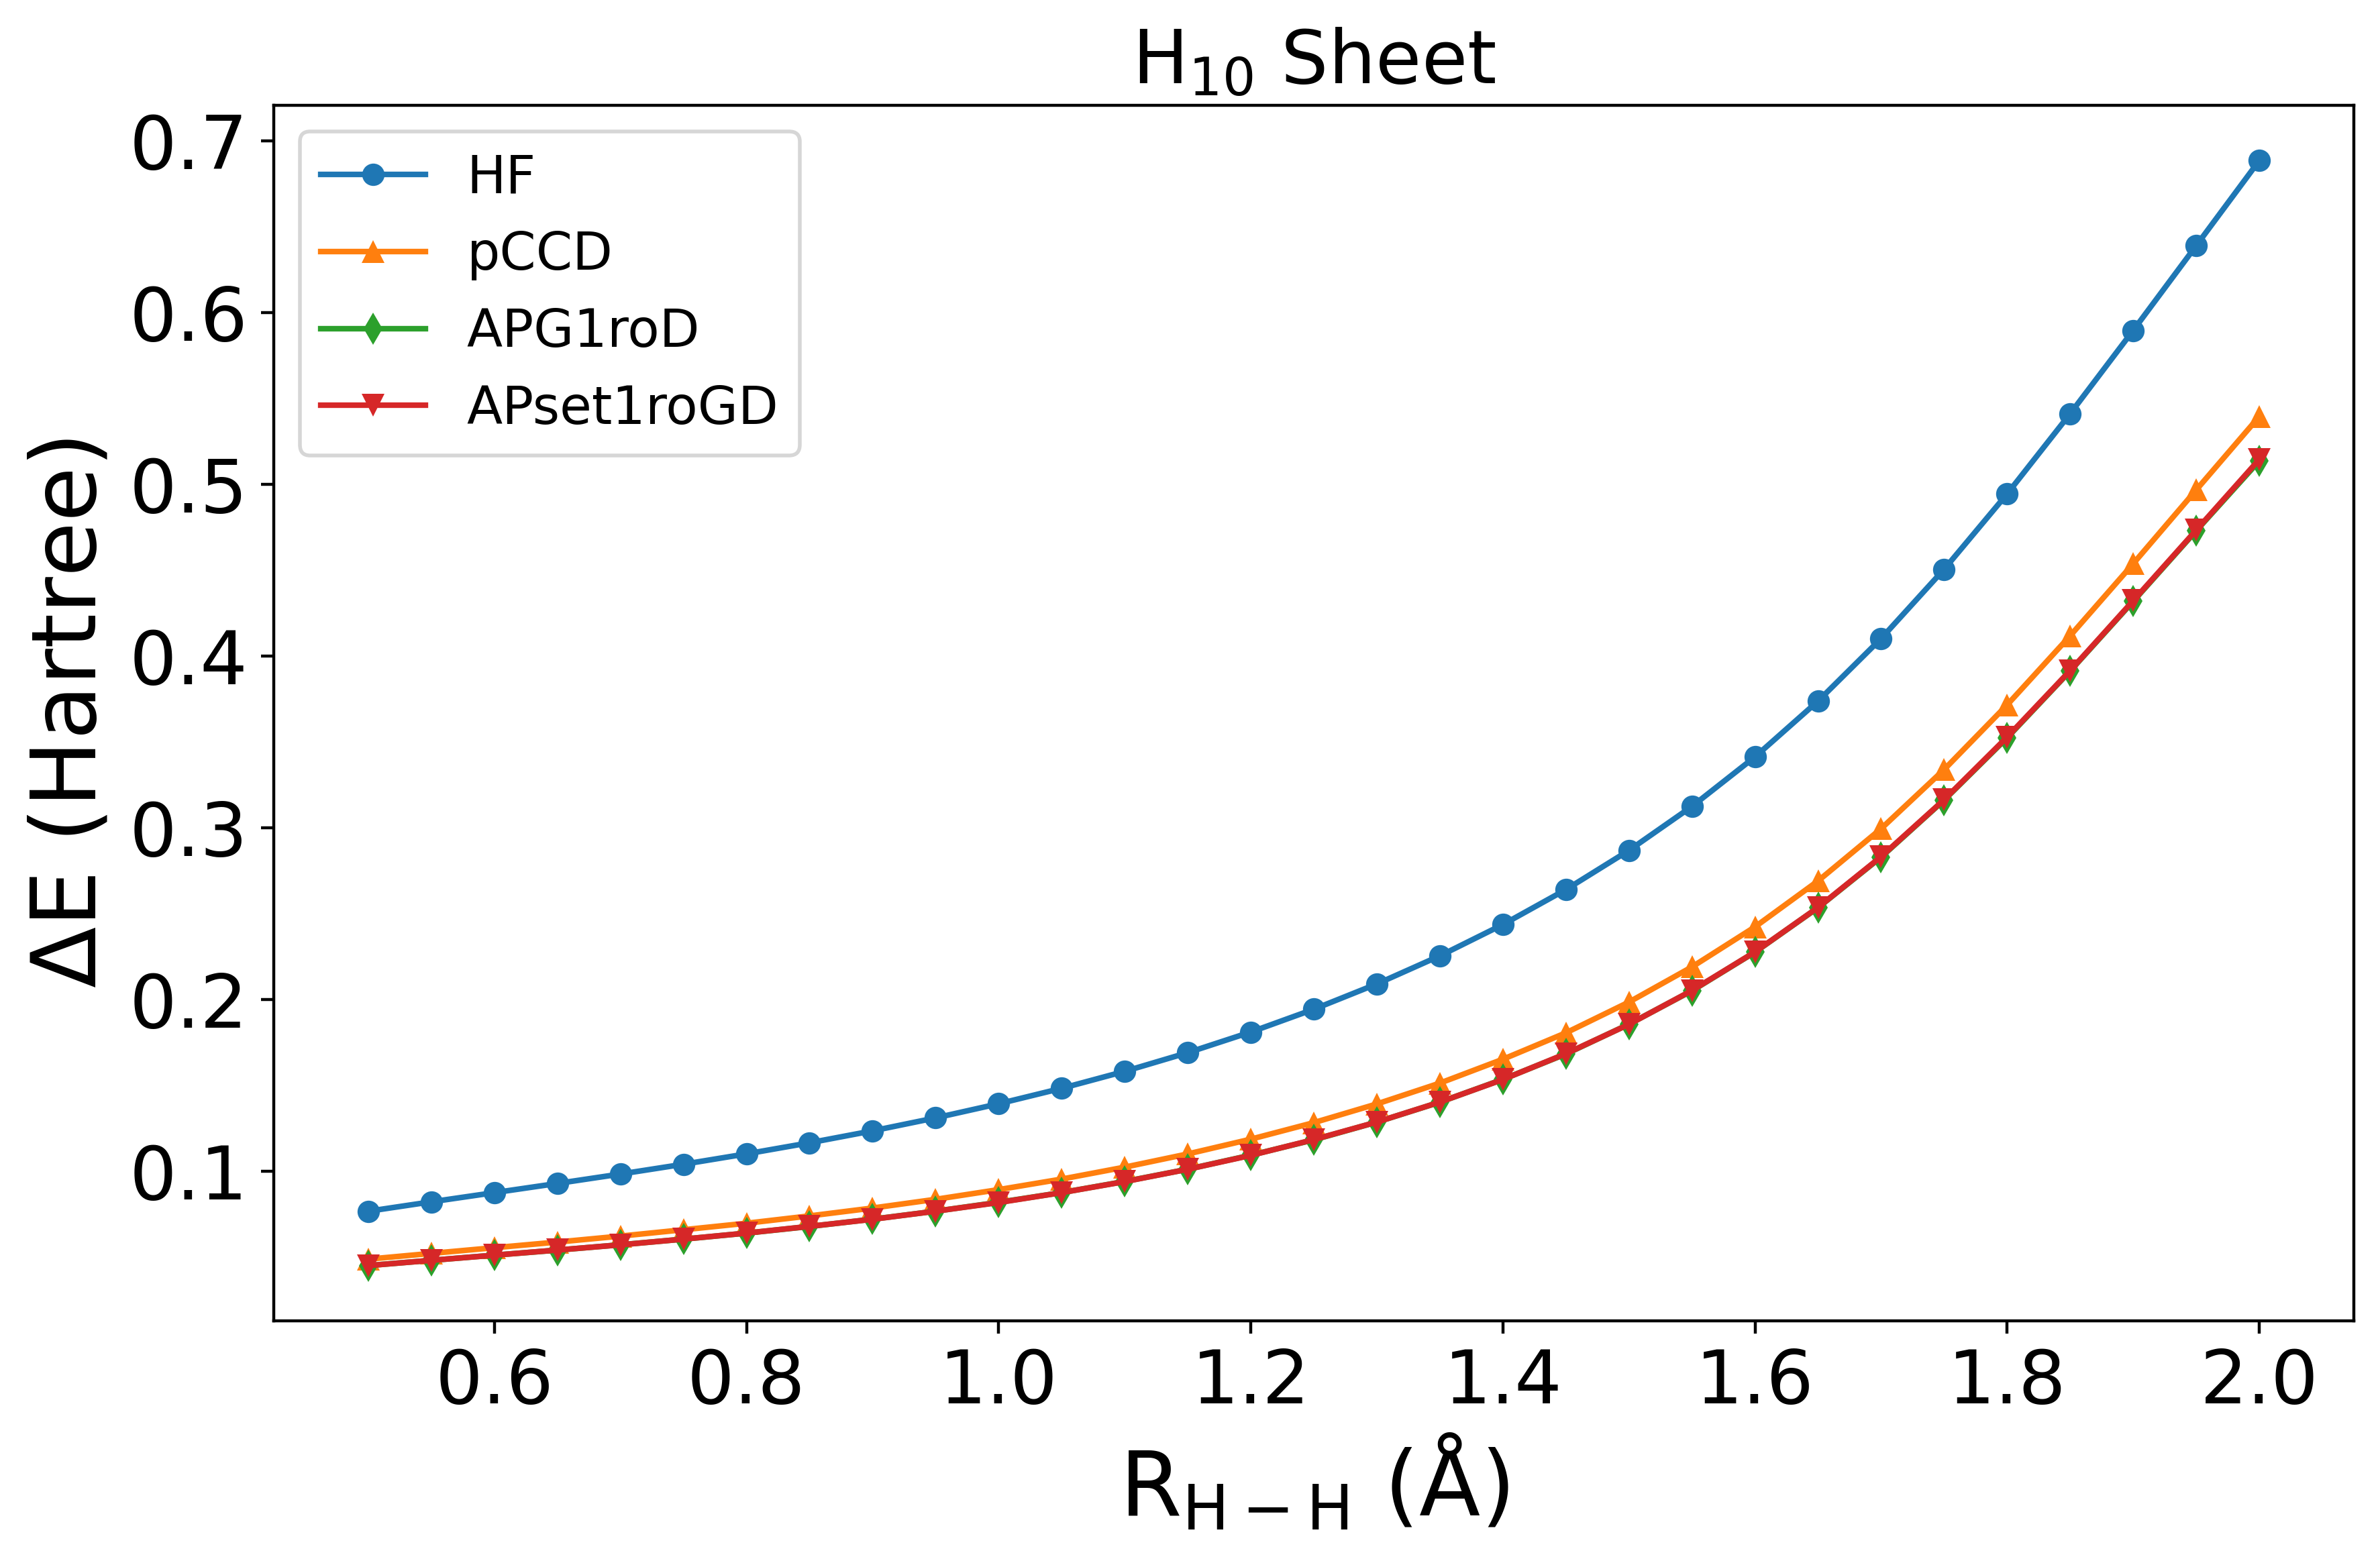 H₁₀ Sheet
HF
pCCD
APG1roD
APset1roGD
ΔE (Hartree)
0.7
0.6
0.5
0.4
0.3
0.2
0.1
0.6 0.8 1.0 1.2 1.4 1.6 1.8 2.0
R_{H−H} (Å)